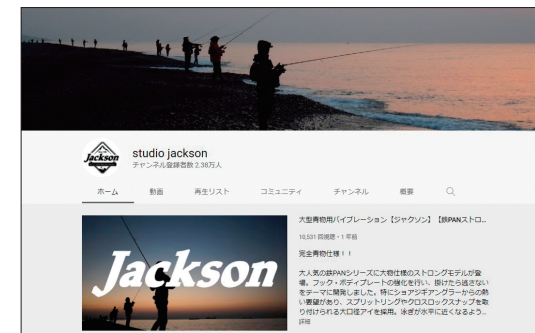 Jackson
studio jackson
チャンネル登録者数 2.38万人
ホーム 動画 再生リスト コミュニティ チャンネル 概要
Jackson
大型青物用バイブレーション【ジャクソン】【鉄PANストロ...
10,531 回視聴・1 年前
完全青物仕様！！
大人気の鉄PANシリーズに大物仕様のストロングモデルが登
場。フック・ボディプレートの強化を行い、掛けたら逃さない
をテーマに開発しました。特にショアジギアングラーからの熱
い要望があり、スプリットリングやクロスロックスナップを取
り付けられる大口径アイを採用。泳ぎが水平に近くなるよう...
詳細